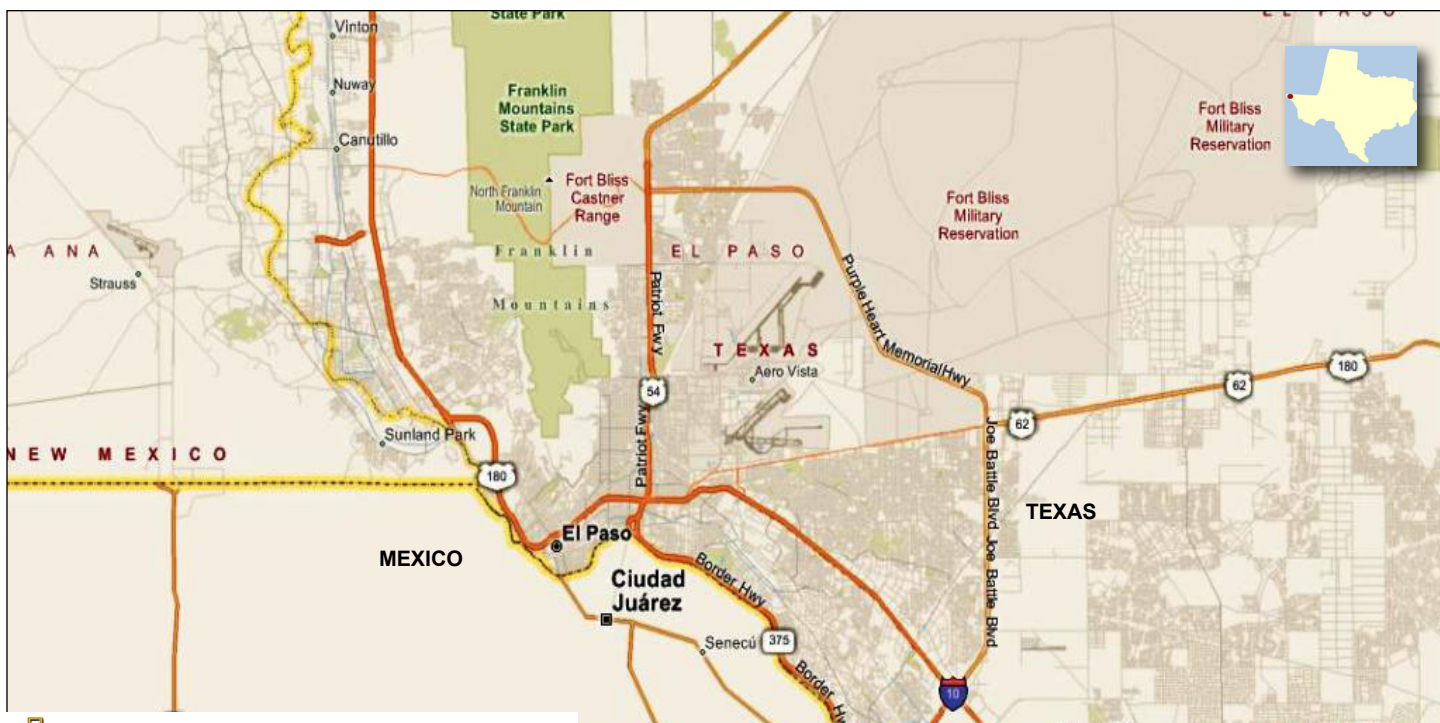 State Park
EL PASO
Vinton
Nuway
Franklin
Mountains
State Park
Fort Bliss
Military
Reservation
Canutillo
North Franklin
Mountain
Fort Bliss
Castner
Range
Fort Bliss
Military
Reservation
A ANA
Strauss
Franklin
Mountains
EL PASO
Patriot Fwy
Purple Heart Memorial Hwy
TEXAS
Aero Vista
54
62
180
62
Sunland Park
NEW MEXICO
180
Patriot Fwy
Joe Battle Blvd
Joe Battle Blvd
TEXAS
El Paso
MEXICO
Ciudad
Juárez
Border Hwy
Senecú
375
Border Hw
10